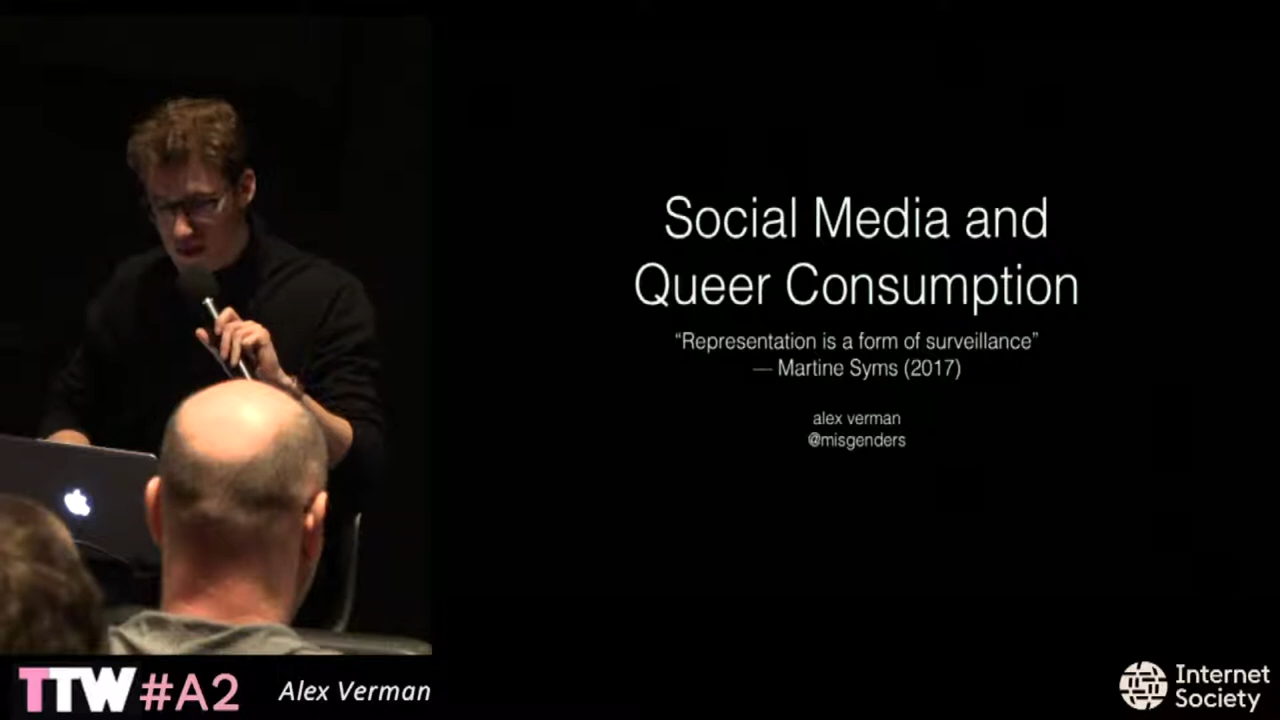 Social Media and
Queer Consumption
“Representation is a form of surveillance”
— Martine Syms (2017)
alex verman
@misgenders
TTW #A2
Alex Verman
Internet
Society